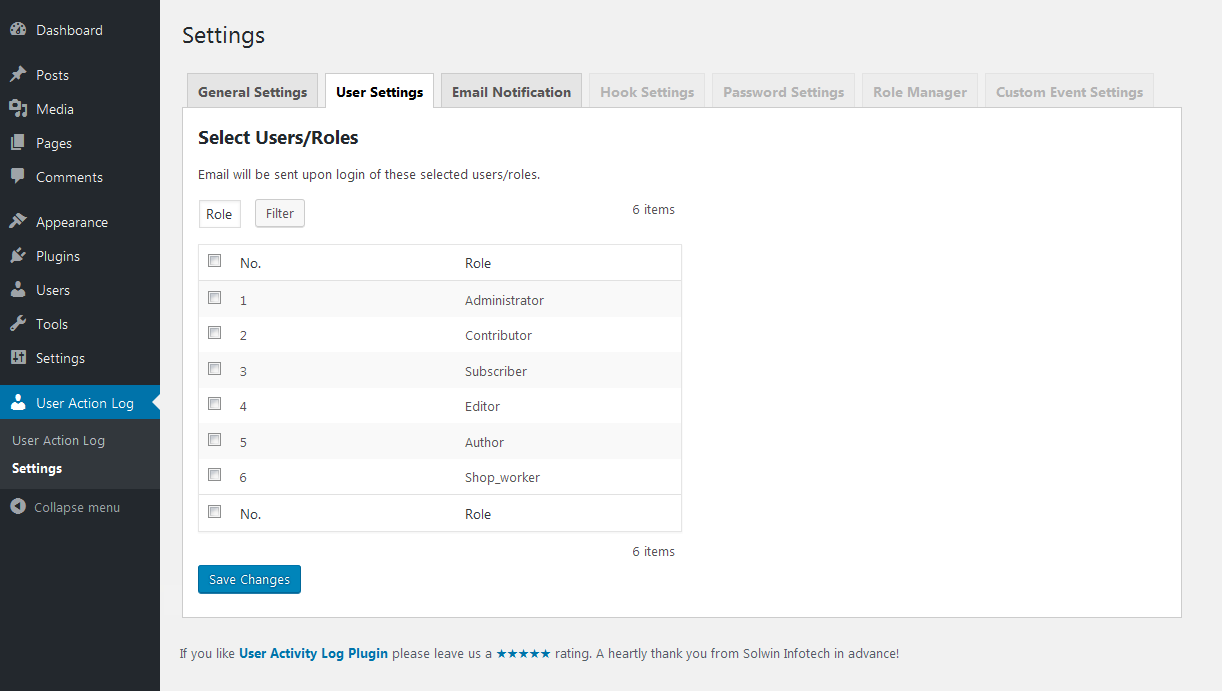 Dashboard
Posts
Media
Pages
Comments
Appearance
Plugins
Users
Tools
Settings
User Action Log
User Action Log
Settings
Collapse menu
Settings
General Settings User Settings Email Notification Hook Settings Password Settings Role Manager Custom Event Settings
Select Users/Roles
Email will be sent upon login of these selected users/roles.
Role Filter 6 items
No. Role
1 Administrator
2 Contributor
3 Subscriber
4 Editor
5 Author
6 Shop_worker
No. Role
6 items
Save Changes
If you like User Activity Log Plugin please leave us a ★★★★★ rating. A heartly thank you from Solwin Infotech in advance!